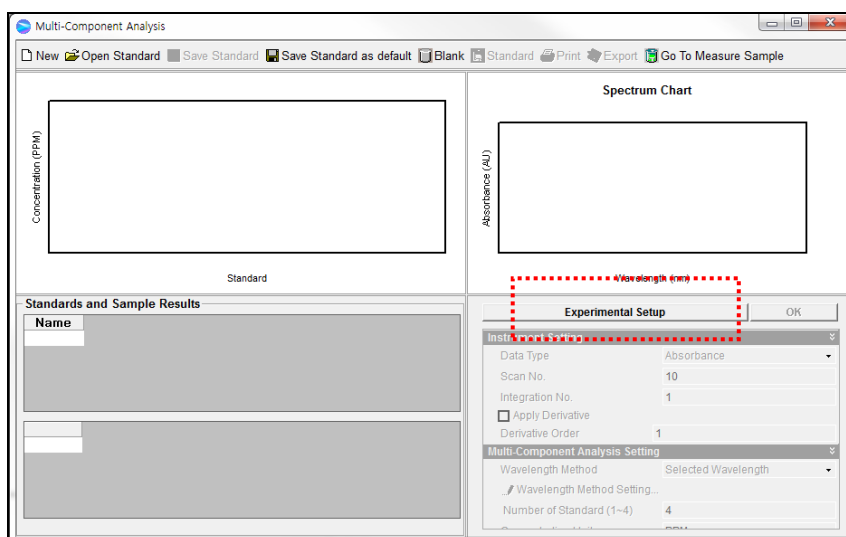 Multi-Component Analysis
New Open Standard Save Standard Save Standard as default Blank Standard Print Export Go To Measure Sample
Concentration (PPM)
Standard
Spectrum Chart
Absorbance (AU)
Wavelength (nm)
Standards and Sample Results
Name
Experimental Setup OK
Instrument Setting
Data Type Absorbance
Scan No. 10
Integration No. 1
Apply Derivative
Derivative Order 1
Multi-Component Analysis Setting
Wavelength Method Selected Wavelength
Wavelength Method Setting...
Number of Standard (1~4) 4